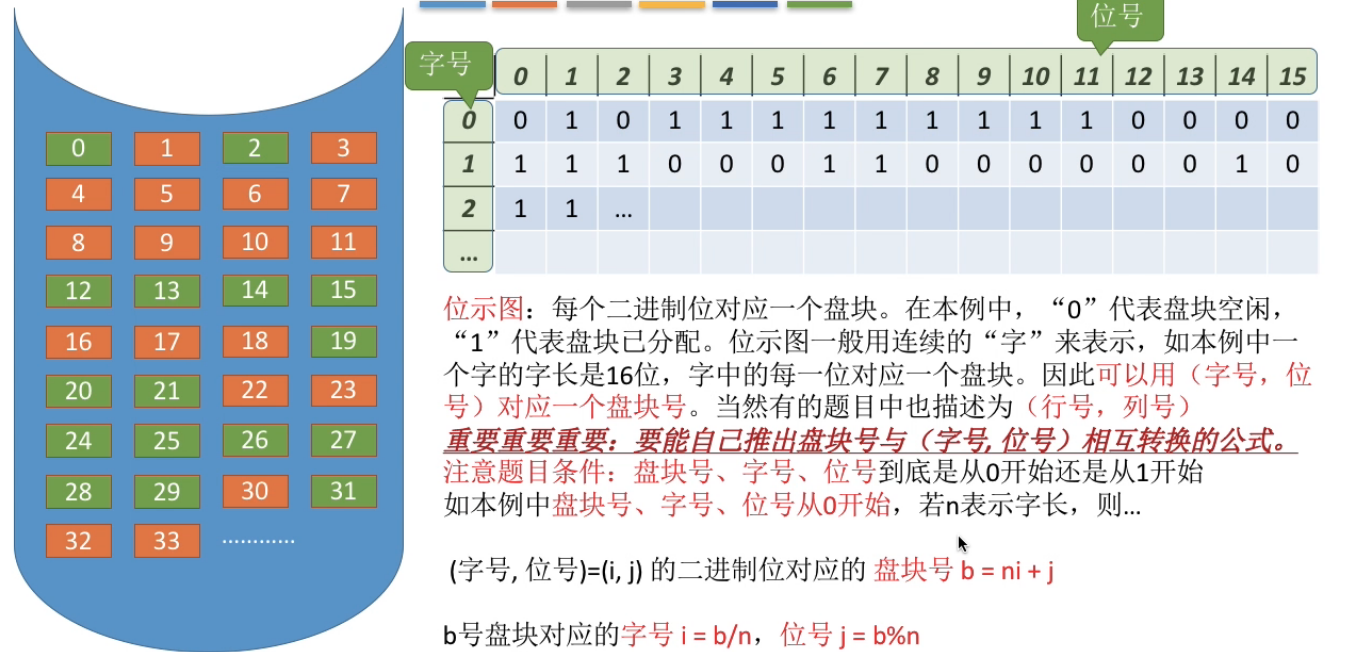 位号
字号
0 1 2 3 4 5 6 7 8 9 10 11 12 13 14 15
0 0 1 0 1 1 1 1 1 1 1 1 1 0 0 0 0
1 1 1 1 0 0 0 1 1 0 0 0 0 0 0 1 0
2 1 1 ...
...
0 1 2 3
4 5 6 7
8 9 10 11
12 13 14 15
16 17 18 19
20 21 22 23
24 25 26 27
28 29 30 31
32 33 …………
位示图：每个二进制位对应一个盘块。在本例中，“0”代表盘块空闲，
“1”代表盘块已分配。位示图一般用连续的“字”来表示，如本例中一
个字的字长是16位，字中的每一位对应一个盘块。因此可以用（字号，位
号）对应一个盘块号。当然有的题目中也描述为（行号，列号）
重要重要重要：要能自己推出盘块号与（字号, 位号）相互转换的公式。
注意题目条件：盘块号、字号、位号到底是从0开始还是从1开始
如本例中盘块号、字号、位号从0开始，若n表示字长，则...
(字号, 位号)=(i, j) 的二进制位对应的 盘块号 b = ni + j
b号盘块对应的字号 i = b/n，位号 j = b%n